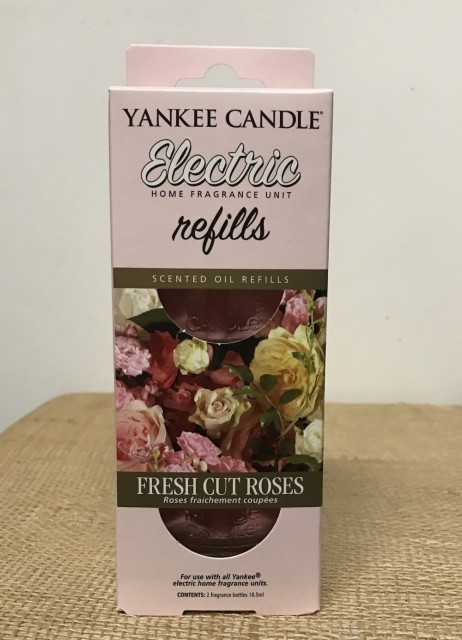 YANKEE CANDLE®
Electric
HOME FRAGRANCE UNIT
refills
SCENTED OIL REFILLS
FRESH CUT ROSES
Roses fraîchement coupées
For use with all Yankee®
electric home fragrance units.
CONTENTS: 2 fragrance bottles 18.5ml